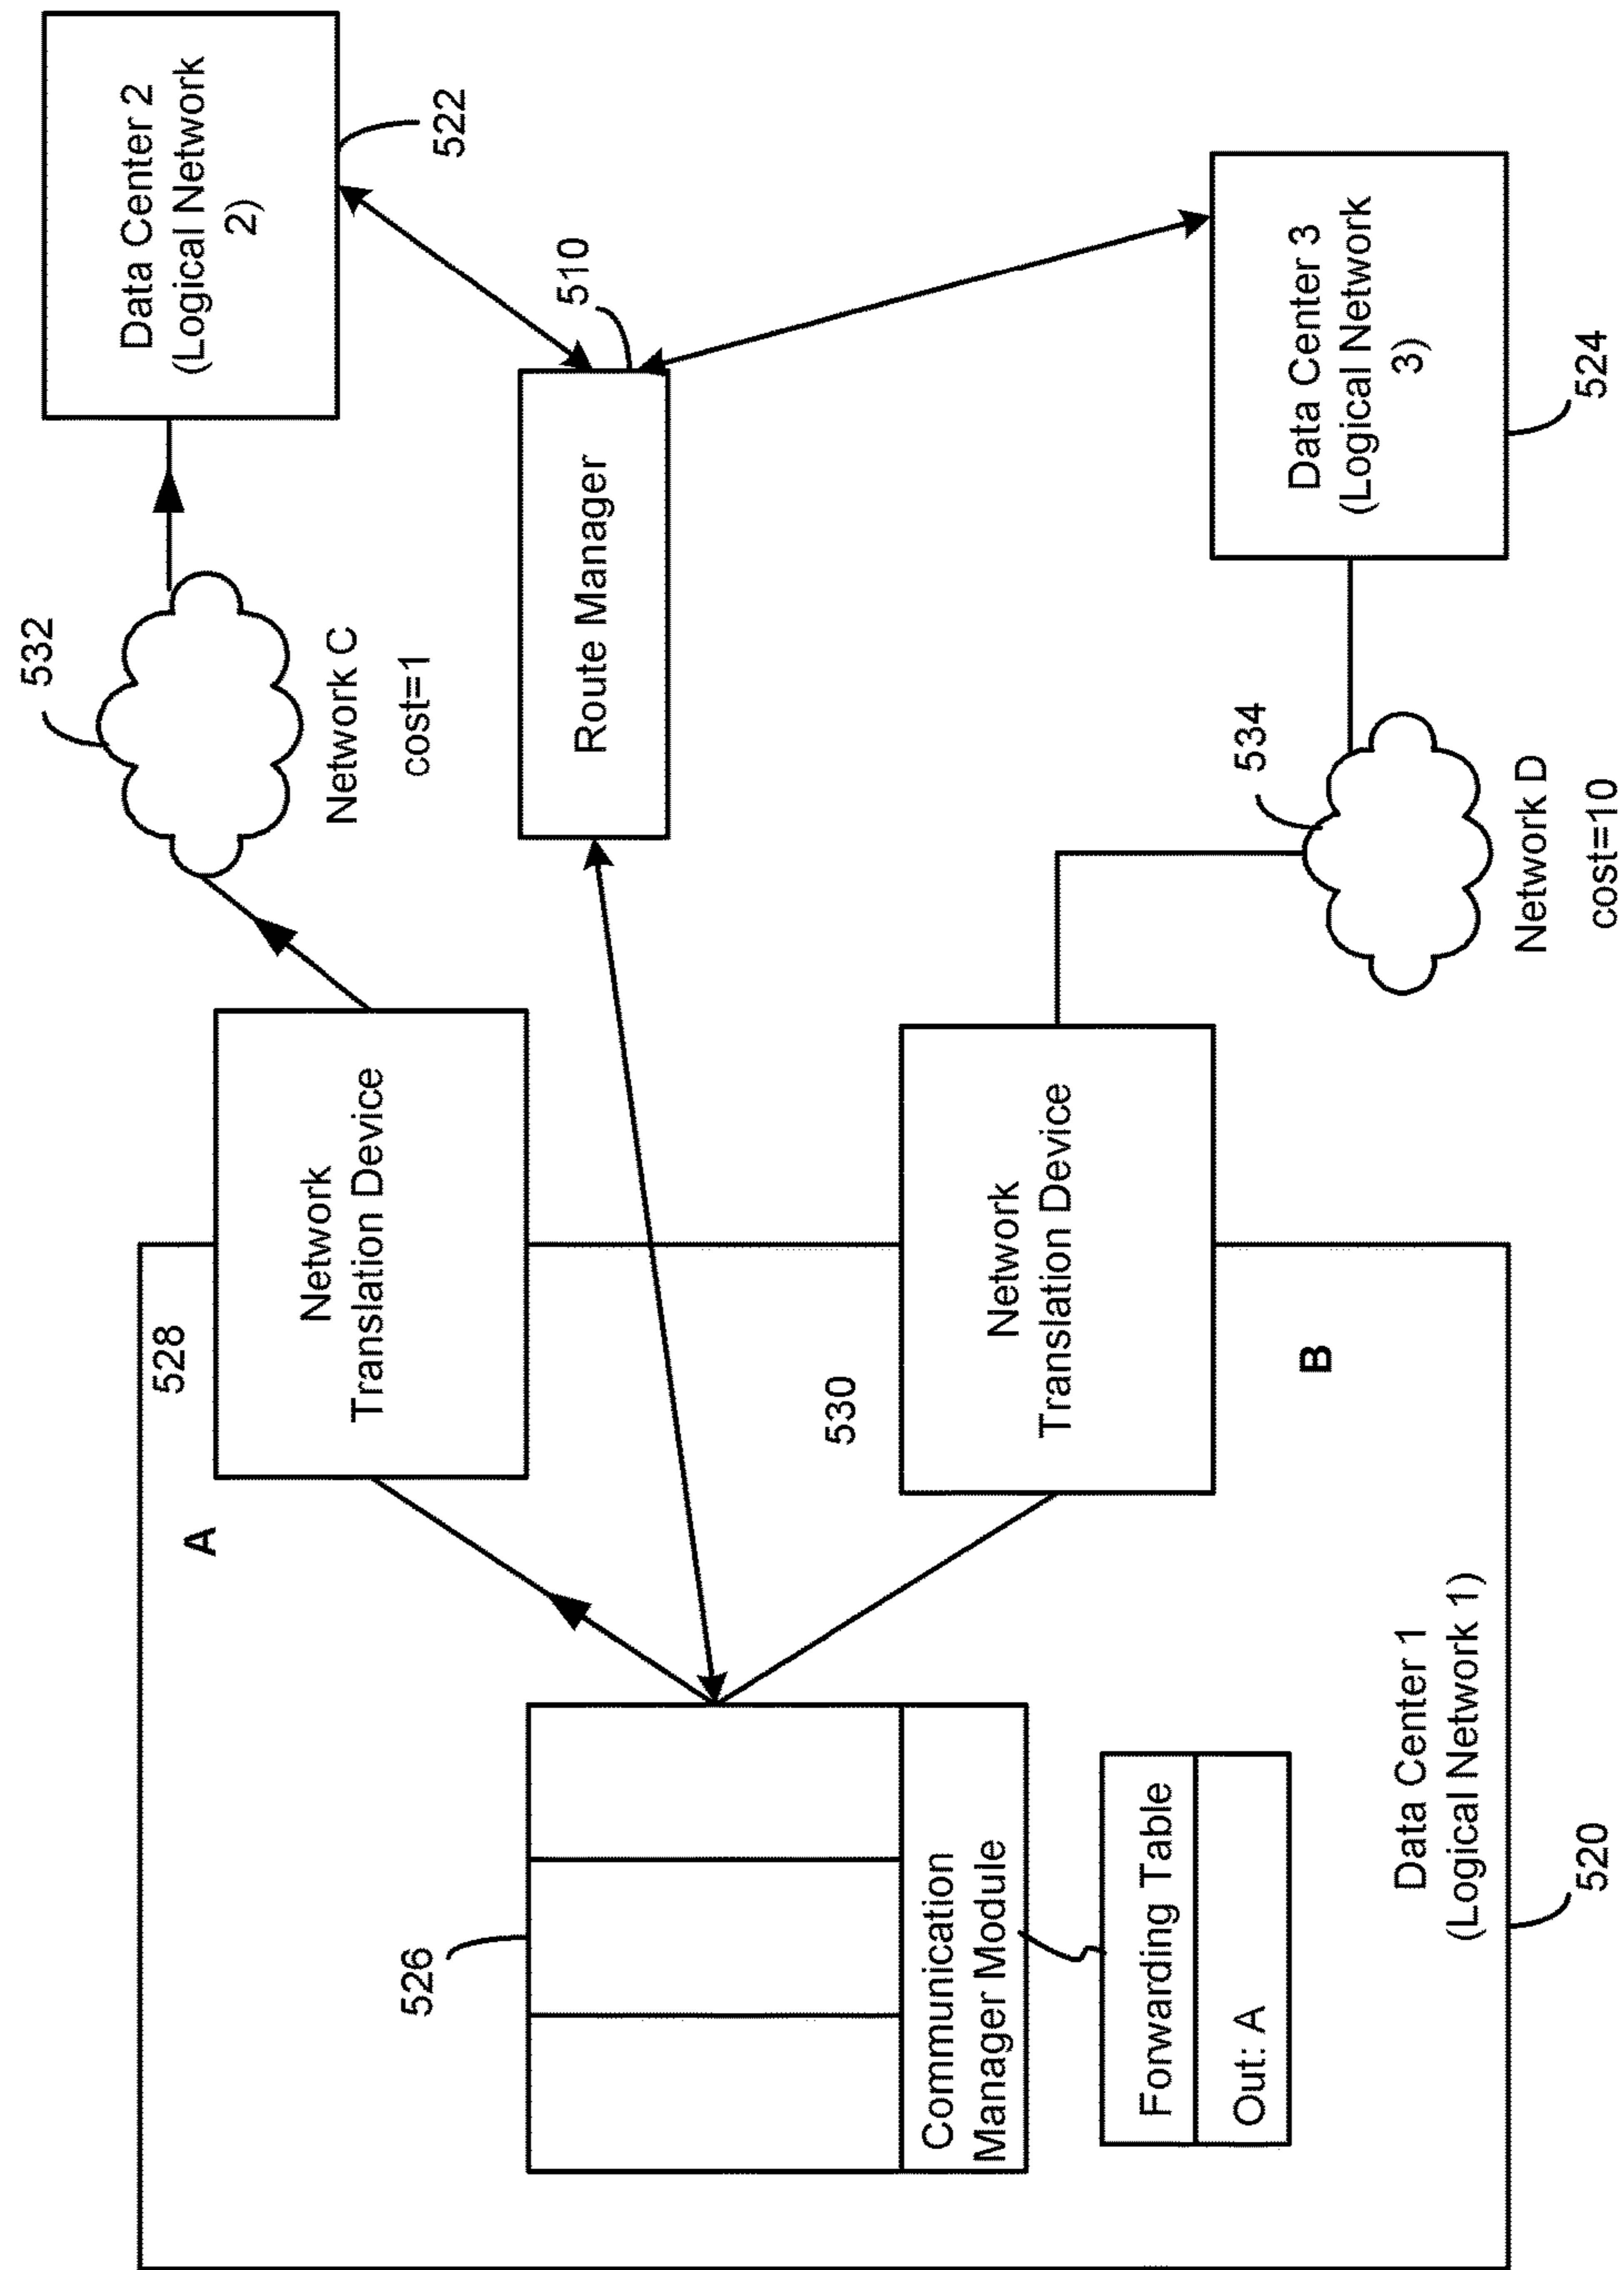 Data Center 2
(Logical Network
2)
522
532
Network C
cost=1
510
Route Manager
Data Center 3
(Logical Network
3)
524
534
Network D
cost=10
528
A
Network
Translation Device
530
B
Network
Translation Device
526
Communication
Manager Module
Forwarding Table
Out: A
Data Center 1
(Logical Network 1)
520